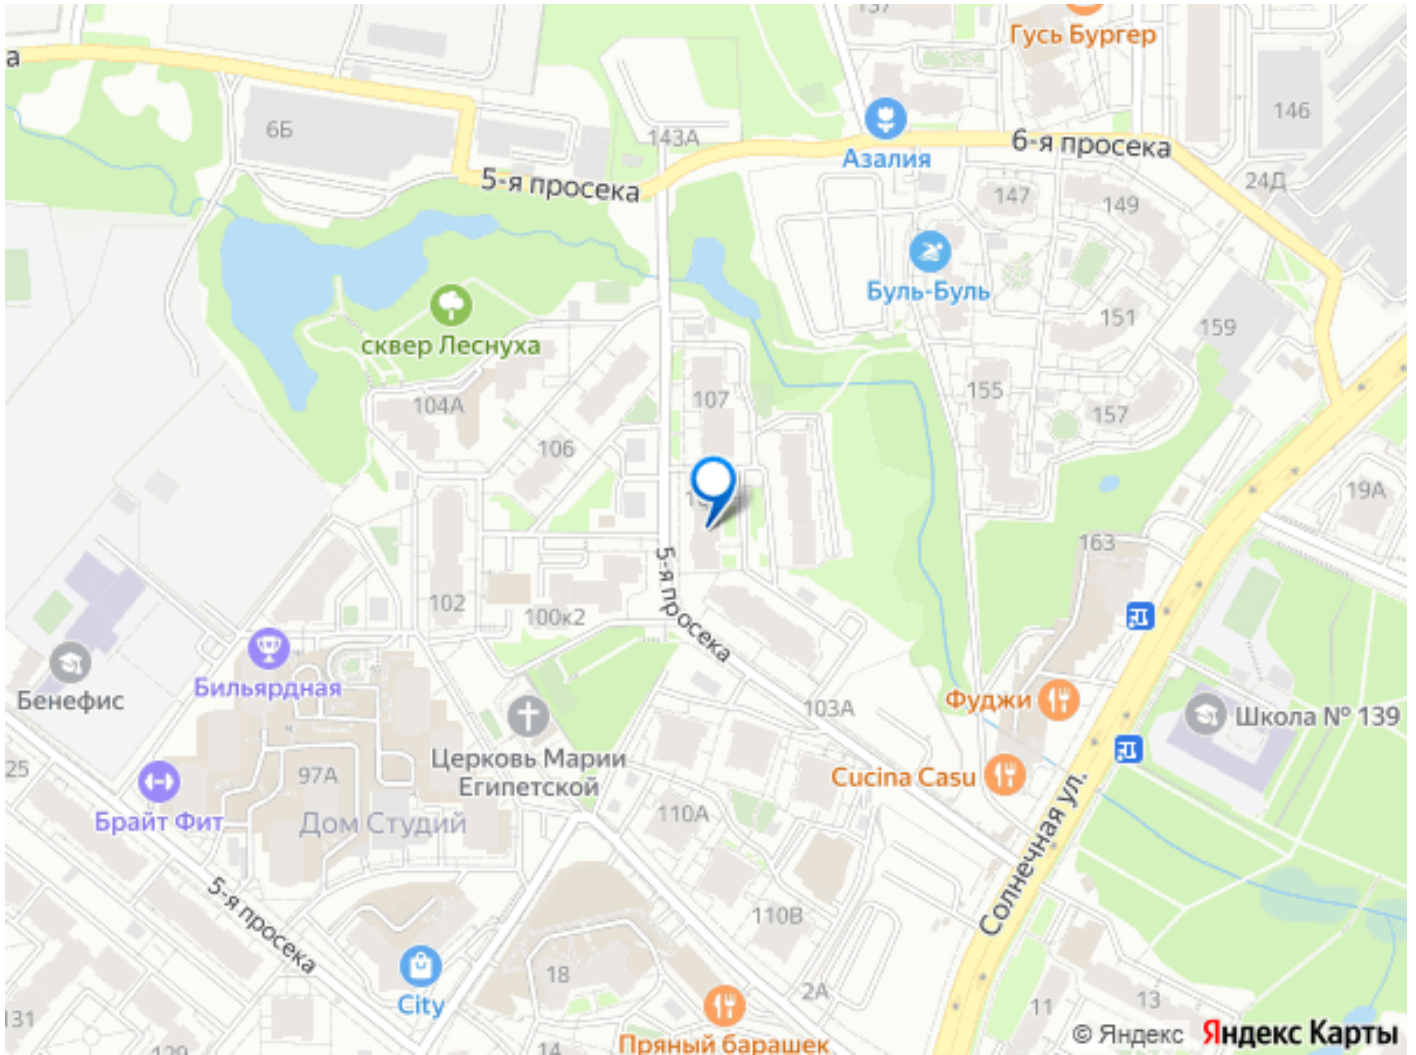 137
Гусь Бургер
а
146
6Б
143А
6-я просека
Азалия
5-я просека
24Д
147
149
Буль-Буль
151
159
сквер Леснуха
107
155
104А
157
106
19А
163
5-я просека
102
100к2
Бильярдная
Бенефис
Фуджи
103А
Школа № 139
Церковь Марии
Египетской
25
97А
Cucina Casu
Брайт Фит
Дом Студий
110А
Солнечная ул.
5-я просека
110В
18
City
2А
11
13
131
129
14
Пряный барашек
© Яндекс Яндекс Карты